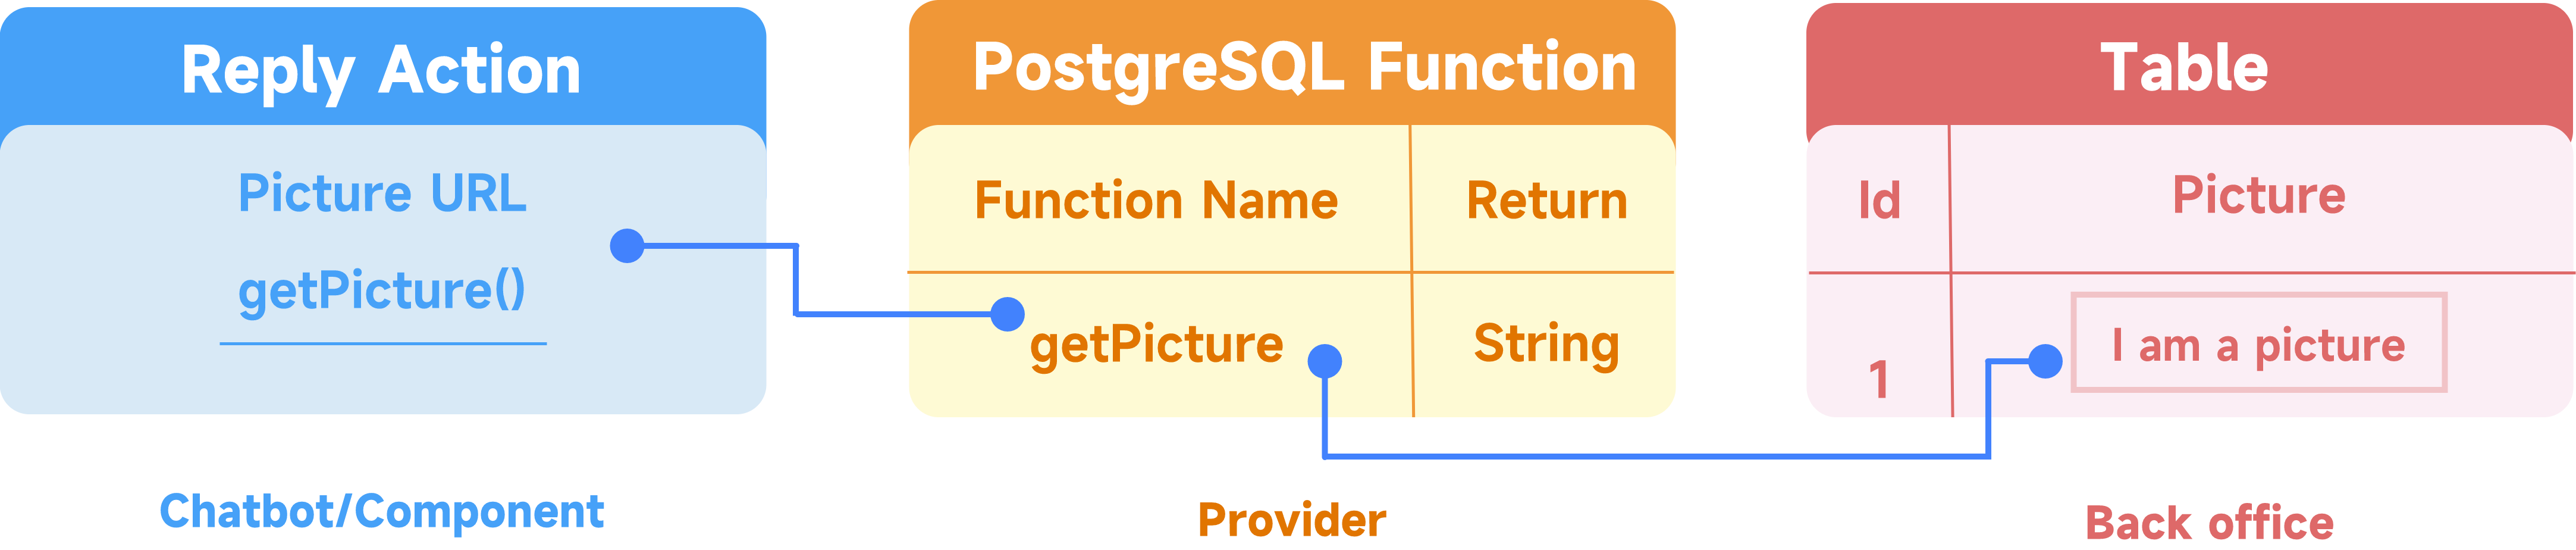 Reply Action
Picture URL
getPicture()
Chatbot/Component
PostgreSQL Function
Function Name
Return
getPicture
String
Provider
Table
Id
Picture
1
I am a picture
Back office